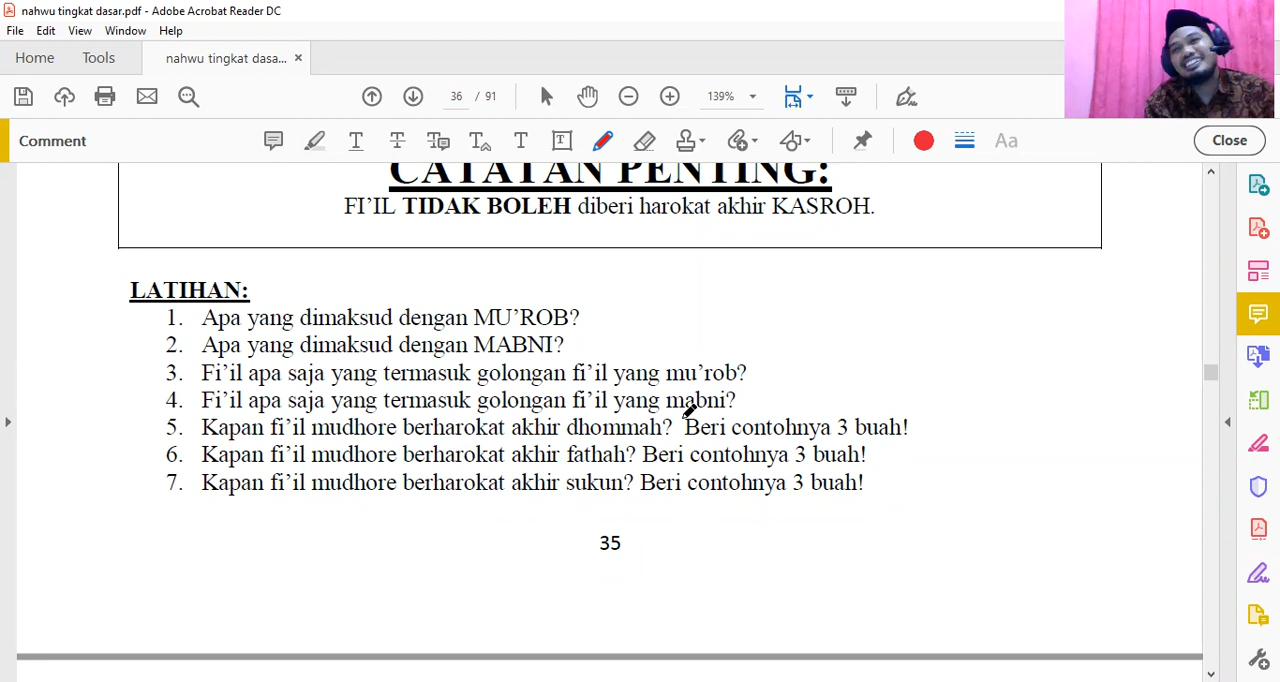 nahwu tingkat dasar.pdf - Adobe Acrobat Reader DC
File Edit View Window Help
Home Tools nahwu tingkat dasa... ×
36 / 91 139%
Comment Aa Close
CATATAN PENTING:
FI'IL TIDAK BOLEH diberi harokat akhir KASROH.
LATIHAN:
1. Apa yang dimaksud dengan MU'ROB?
2. Apa yang dimaksud dengan MABNI?
3. Fi'il apa saja yang termasuk golongan fi'il yang mu'rob?
4. Fi'il apa saja yang termasuk golongan fi'il yang mabni?
5. Kapan fi'il mudhore berharokat akhir dhommah? Beri contohnya 3 buah!
6. Kapan fi'il mudhore berharokat akhir fathah? Beri contohnya 3 buah!
7. Kapan fi'il mudhore berharokat akhir sukun? Beri contohnya 3 buah!
35